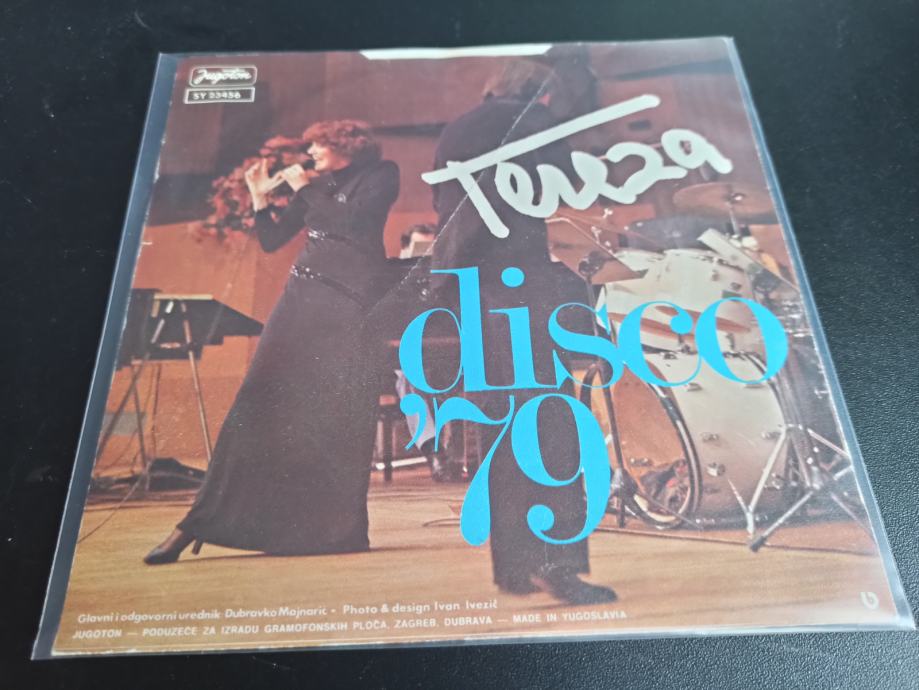 Jugoton
SY 23456
Tereza
disco
'79
Glavni i odgovorni urednik Dubravko Majnarić • Photo & design Ivan Ivezić
JUGOTON — PODUZEĆE ZA IZRADU GRAMOFONSKIH PLOČA, ZAGREB, DUBRAVA — MADE IN YUGOSLAVIA